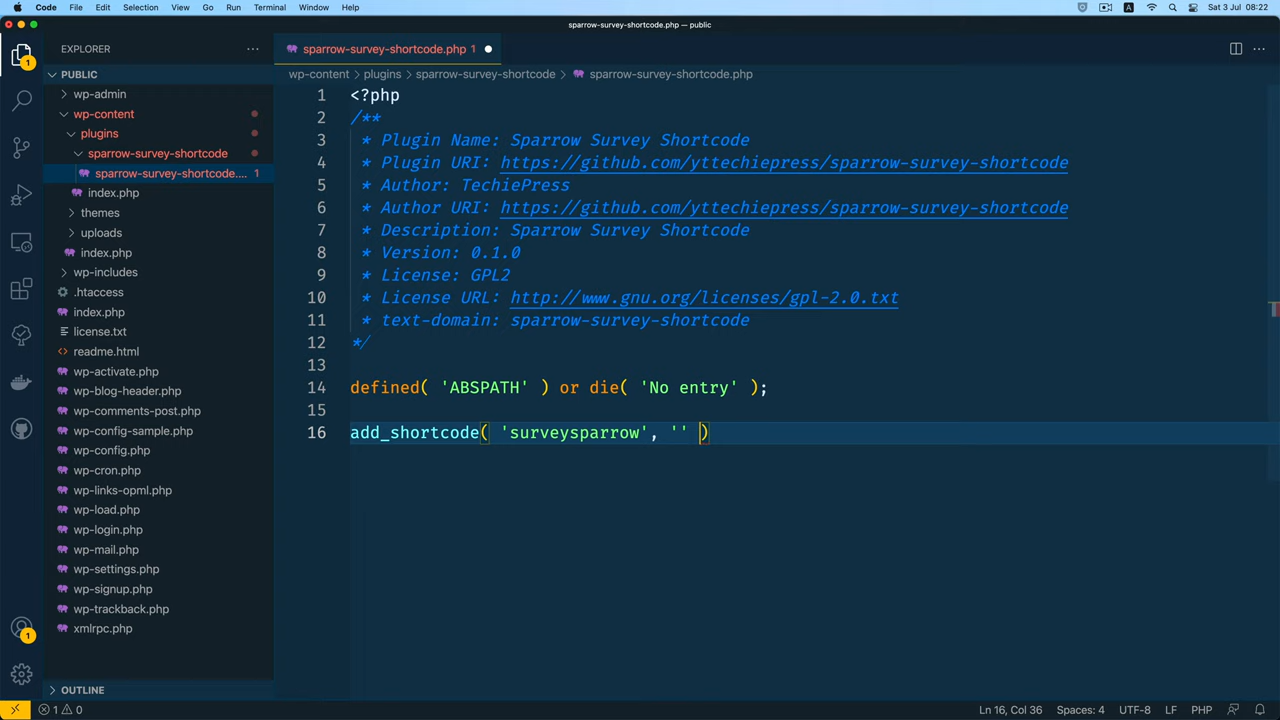 Code File Edit Selection View Go Run Terminal Window Help
A Sat 3 Jul 08:22
sparrow-survey-shortcode.php — public
EXPLORER
sparrow-survey-shortcode.php 1
PUBLIC
wp-content plugins sparrow-survey-shortcode sparrow-survey-shortcode.php
wp-admin
wp-content
plugins
sparrow-survey-shortcode
sparrow-survey-shortcode.... 1
index.php
themes
uploads
index.php
wp-includes
.htaccess
index.php
license.txt
readme.html
wp-activate.php
wp-blog-header.php
wp-comments-post.php
wp-config-sample.php
wp-config.php
wp-cron.php
wp-links-opml.php
wp-load.php
wp-login.php
wp-mail.php
wp-settings.php
wp-signup.php
wp-trackback.php
xmlrpc.php
OUTLINE
1
1
1 <?php
2 /**
3 * Plugin Name: Sparrow Survey Shortcode
4 * Plugin URI: https://github.com/yttechiepress/sparrow-survey-shortcode
5 * Author: TechiePress
6 * Author URI: https://github.com/yttechiepress/sparrow-survey-shortcode
7 * Description: Sparrow Survey Shortcode
8 * Version: 0.1.0
9 * License: GPL2
10 * License URL: http://www.gnu.org/licenses/gpl-2.0.txt
11 * text-domain: sparrow-survey-shortcode
12 */
13
14 defined( 'ABSPATH' ) or die( 'No entry' );
15
16 add_shortcode( 'surveysparrow', '' )
1 0
Ln 16, Col 36 Spaces: 4 UTF-8 LF PHP